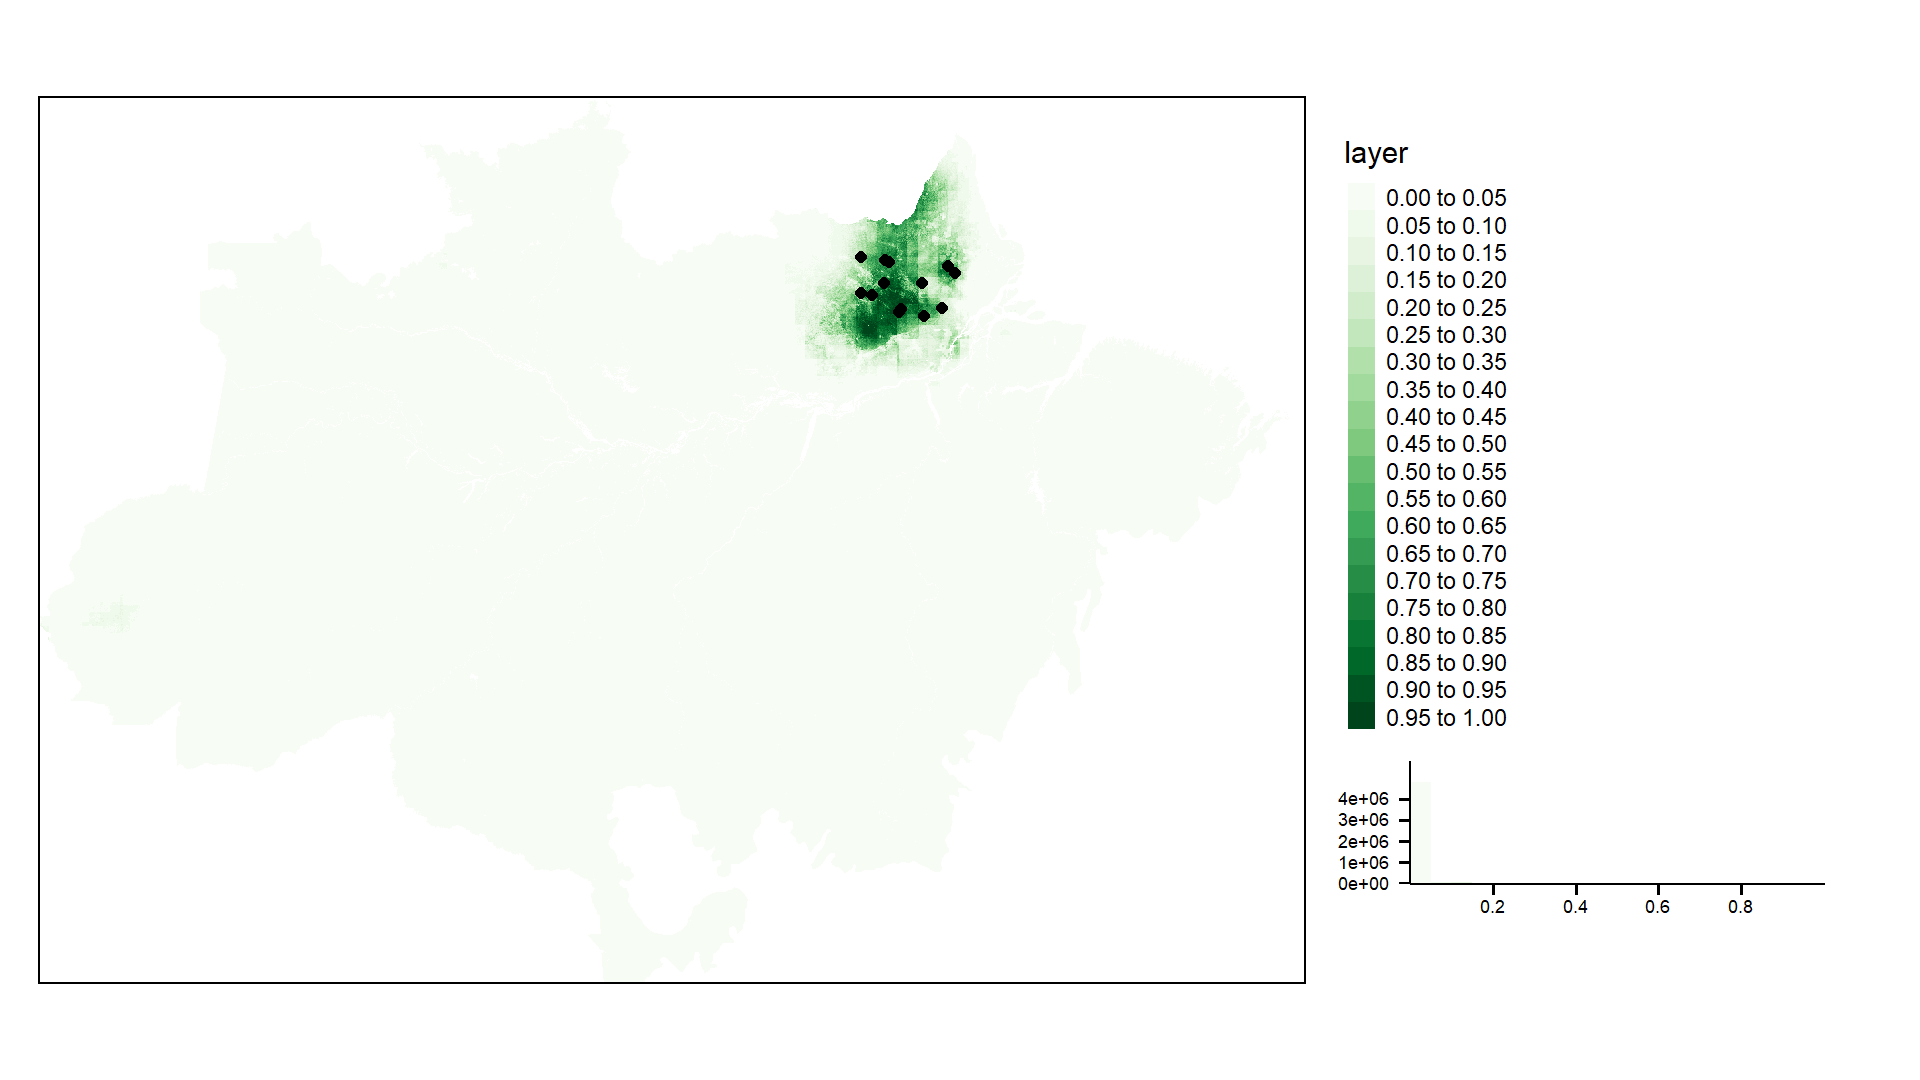 layer
0.00 to 0.05
0.05 to 0.10
0.10 to 0.15
0.15 to 0.20
0.20 to 0.25
0.25 to 0.30
0.30 to 0.35
0.35 to 0.40
0.40 to 0.45
0.45 to 0.50
0.50 to 0.55
0.55 to 0.60
0.60 to 0.65
0.65 to 0.70
0.70 to 0.75
0.75 to 0.80
0.80 to 0.85
0.85 to 0.90
0.90 to 0.95
0.95 to 1.00
4e+06
3e+06
2e+06
1e+06
0e+00
0.2 0.4 0.6 0.8